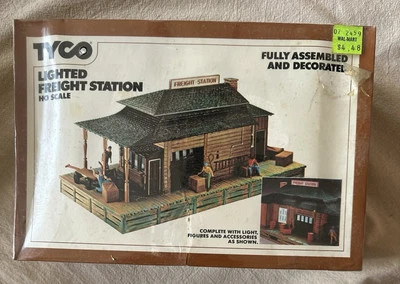 TYCO
LIGHTED
FREIGHT STATION
HO SCALE
FULLY ASSEMBLED
AND DECORATED
WAL-MART
$4.48
FREIGHT STATION
COMPLETE WITH LIGHT,
FIGURES AND ACCESSORIES
AS SHOWN.